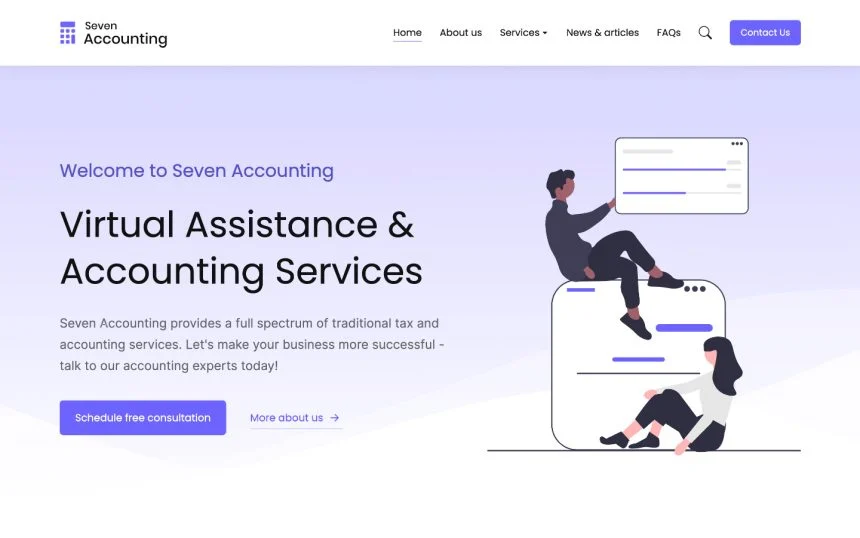 Seven
Accounting
Home
About us
Services
News & articles
FAQs
Contact Us
Welcome to Seven Accounting
Virtual Assistance &
Accounting Services
Seven Accounting provides a full spectrum of traditional tax and
accounting services. Let's make your business more successful -
talk to our accounting experts today!
Schedule free consultation
More about us